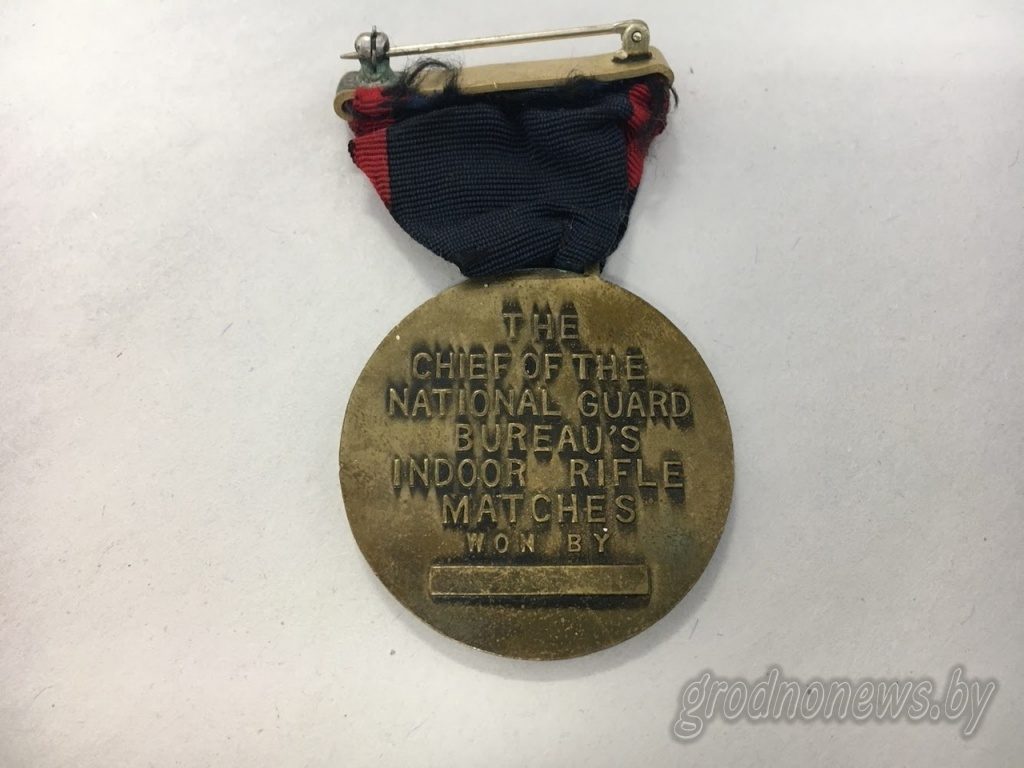 THE
CHIEF OF THE
NATIONAL GUARD
BUREAU'S
INDOOR RIFLE
MATCHES
WON BY
grodnonews.by